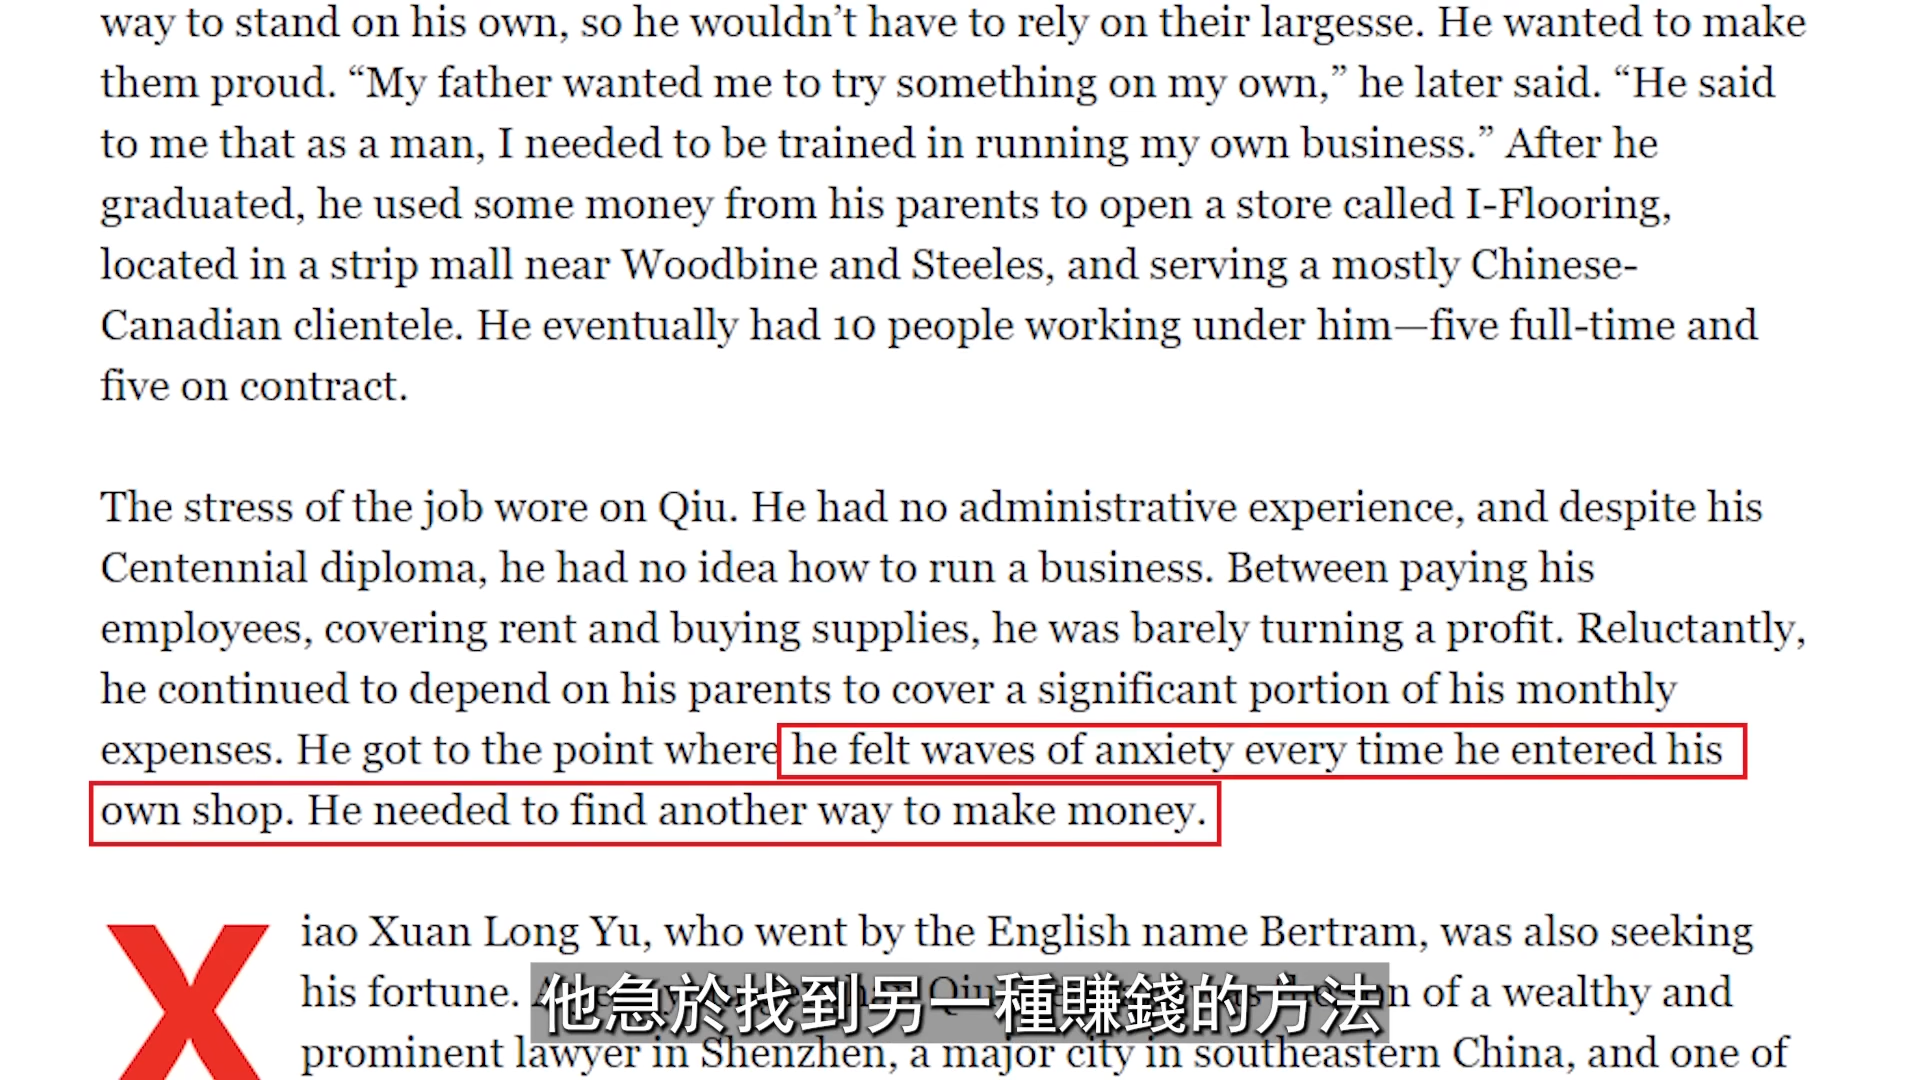 way to stand on his own, so he wouldn’t have to rely on their largesse. He wanted to make
them proud. “My father wanted me to try something on my own,” he later said. “He said
to me that as a man, I needed to be trained in running my own business.” After he
graduated, he used some money from his parents to open a store called I-Flooring,
located in a strip mall near Woodbine and Steeles, and serving a mostly Chinese-
Canadian clientele. He eventually had 10 people working under him—five full-time and
five on contract.
The stress of the job wore on Qiu. He had no administrative experience, and despite his
Centennial diploma, he had no idea how to run a business. Between paying his
employees, covering rent and buying supplies, he was barely turning a profit. Reluctantly,
he continued to depend on his parents to cover a significant portion of his monthly
expenses. He got to the point where he felt waves of anxiety every time he entered his
own shop. He needed to find another way to make money.
Xiao Xuan Long Yu, who went by the English name Bertram, was also seeking
his fortune. Qiu of a wealthy and
prominent lawyer in Shenzhen, a major city in southeastern China, and one of
他急於找到另一種賺錢的方法